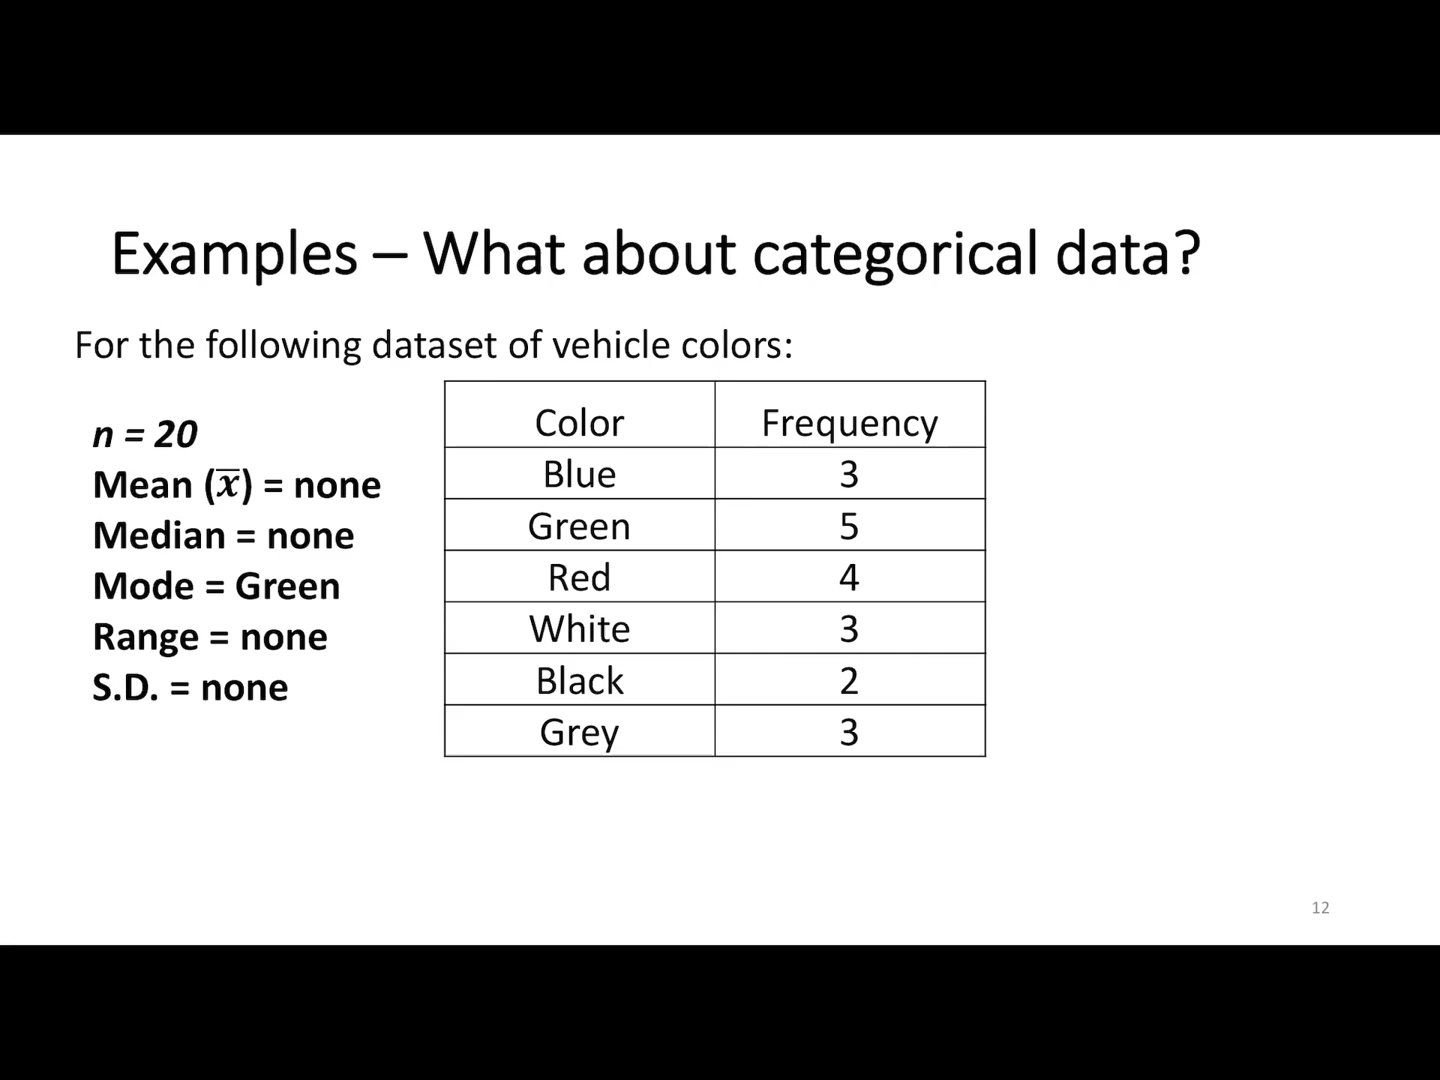 Examples – What about categorical data?
For the following dataset of vehicle colors:
n = 20
Mean (x̅) = none
Median = none
Mode = Green
Range = none
S.D. = none
Color Frequency
Blue 3
Green 5
Red 4
White 3
Black 2
Grey 3
12